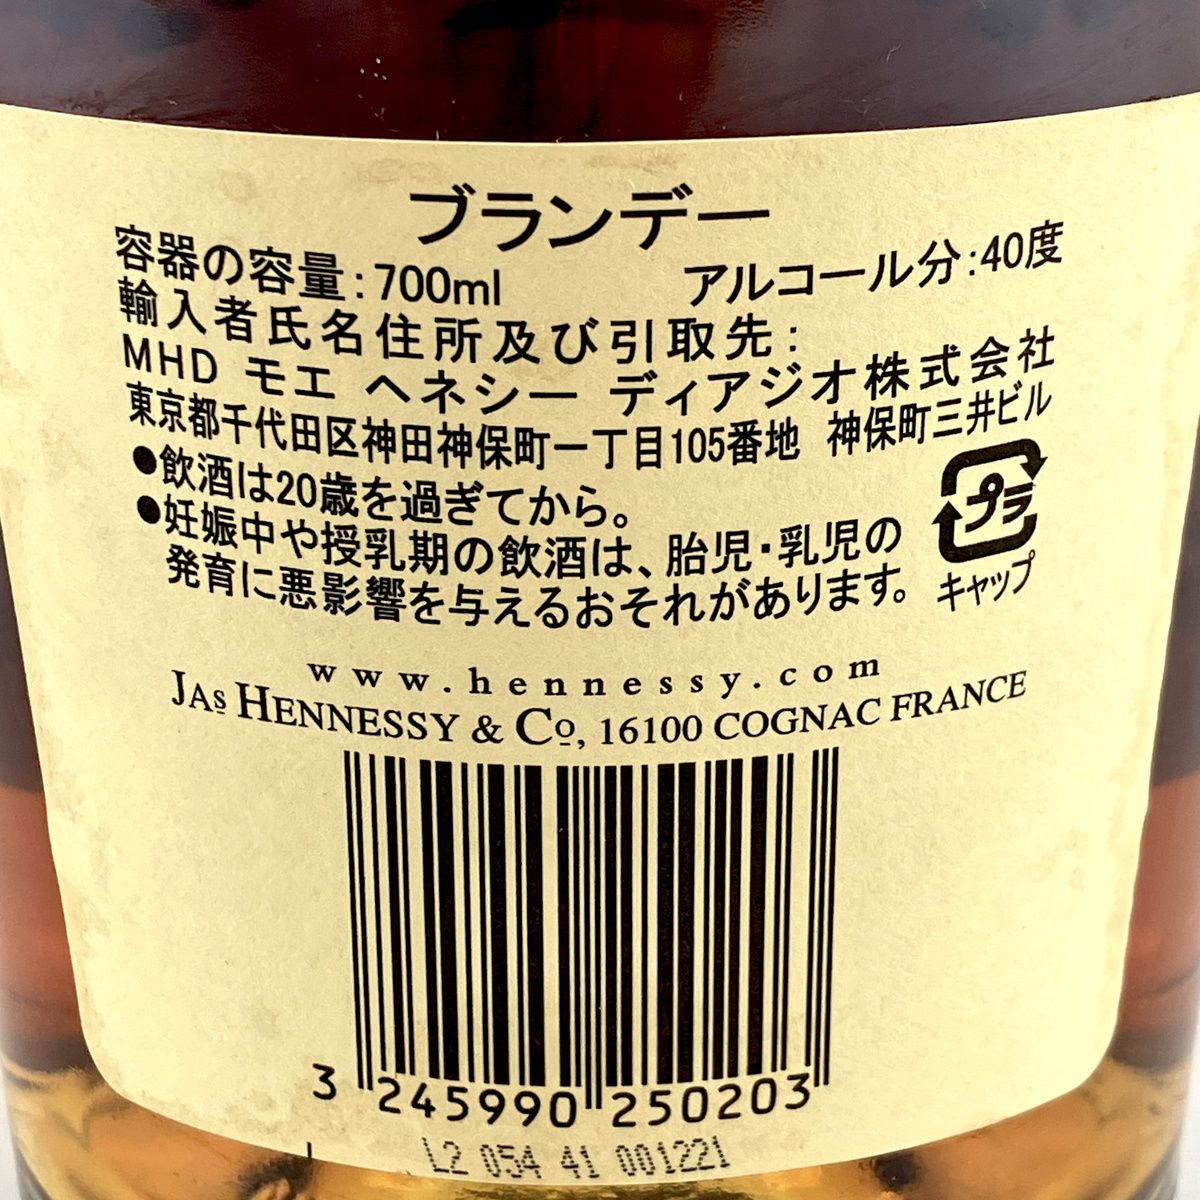 ブランデー
容器の容量:700ml アルコール分:40度
輸入者氏名住所及び引取先:
MHD モエ ヘネシー ディアジオ株式会社
東京都千代田区神田神保町一丁目105番地 神保町三井ビル
●飲酒は20歳を過ぎてから。
●妊娠中や授乳期の飲酒は、胎児・乳児の
発育に悪影響を与えるおそれがあります。
プラ
キャップ
www.hennessy.com
JAS HENNESSY & Cº, 16100 COGNAC FRANCE
3 245990 250203
L2 054 41 001221